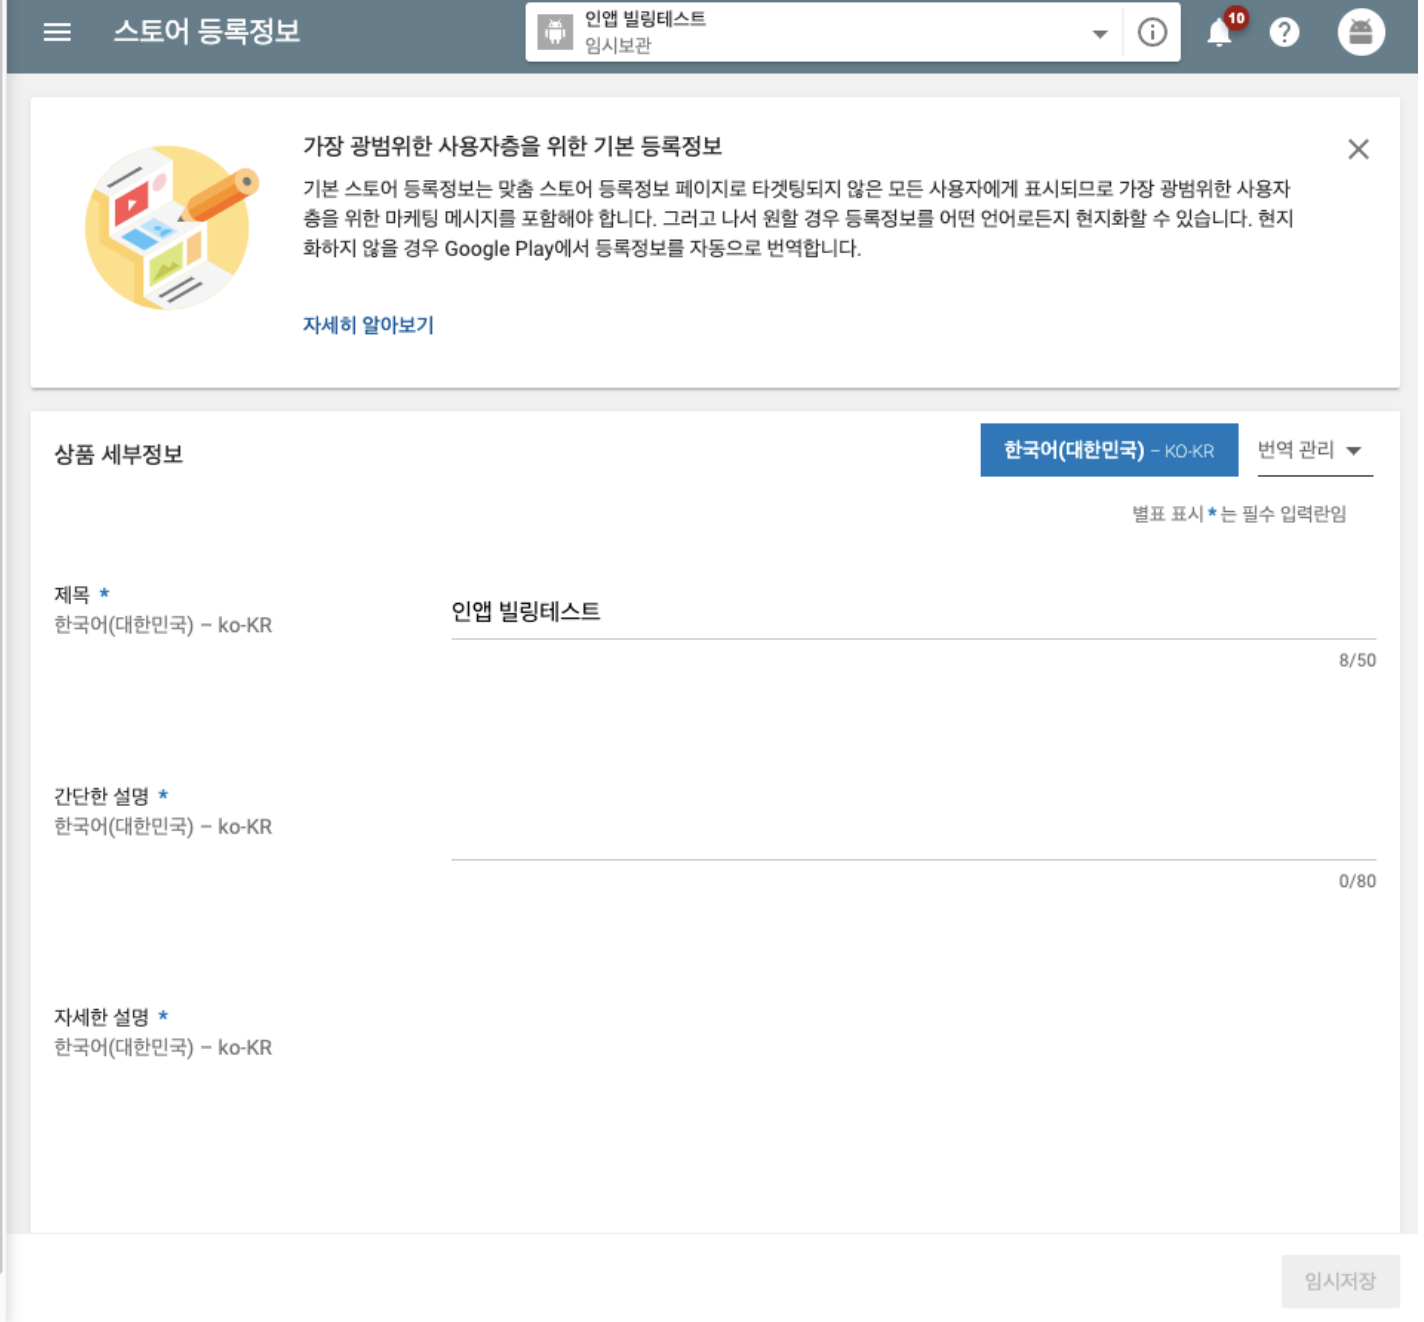 스토어 등록정보
인앱 빌링테스트
임시보관
10
가장 광범위한 사용자층을 위한 기본 등록정보
기본 스토어 등록정보는 맞춤 스토어 등록정보 페이지로 타겟팅되지 않은 모든 사용자에게 표시되므로 가장 광범위한 사용자
층을 위한 마케팅 메시지를 포함해야 합니다. 그러고 나서 원할 경우 등록정보를 어떤 언어로든지 현지화할 수 있습니다. 현지
화하지 않을 경우 Google Play에서 등록정보를 자동으로 번역합니다.
자세히 알아보기
상품 세부정보
한국어(대한민국) – KO-KR
번역 관리
별표 표시 * 는 필수 입력란임
제목 *
한국어(대한민국) – ko-KR
인앱 빌링테스트
8/50
간단한 설명 *
한국어(대한민국) – ko-KR
0/80
자세한 설명 *
한국어(대한민국) – ko-KR
임시저장